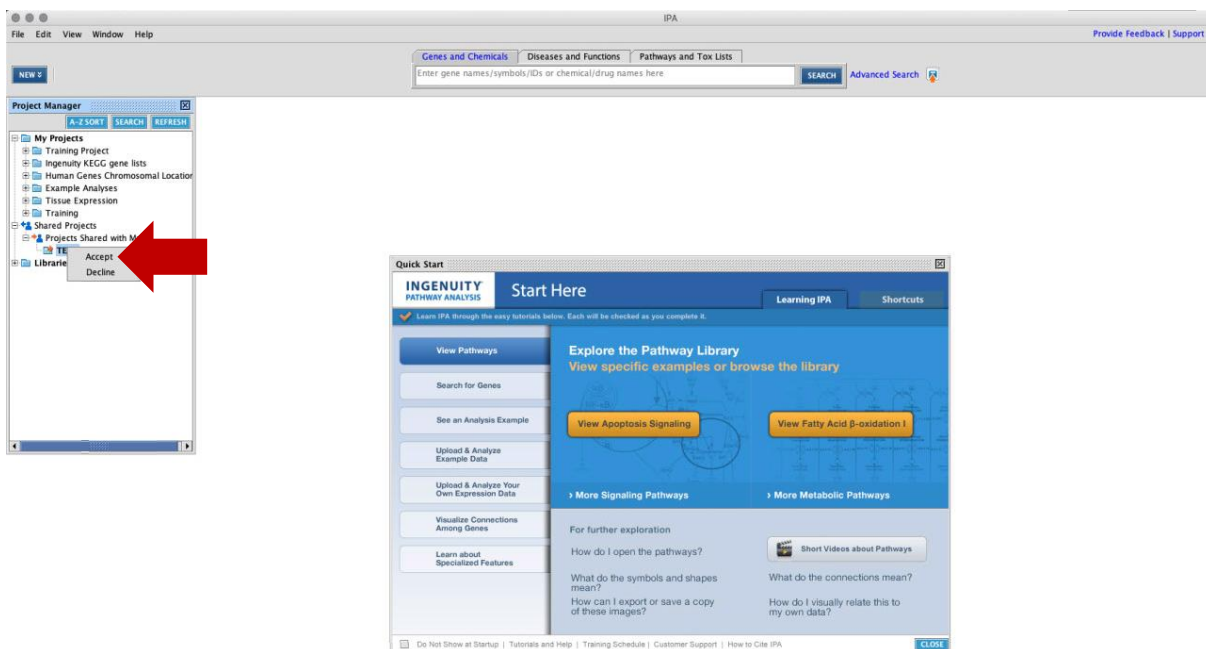 IPA
File Edit View Window Help
Provide Feedback | Support
Genes and Chemicals Diseases and Functions Pathways and Tox Lists
NEW
Enter gene names/symbols/IDs or chemical/drug names here
SEARCH
Advanced Search
Project Manager
A-Z SORT SEARCH REFRESH
My Projects
Training Project
Ingenuity KEGG gene lists
Human Genes Chromosomal Location
Example Analyses
Tissue Expression
Training
Shared Projects
Projects Shared with M
TE
Accept
Librarie
Decline
Quick Start
INGENUITY
PATHWAY ANALYSIS
Start Here
Learning IPA
Shortcuts
Learn IPA through the easy tutorials below. Each will be checked as you complete it.
View Pathways
Search for Genes
See an Analysis Example
Upload & Analyze
Example Data
Upload & Analyze Your
Own Expression Data
Visualize Connections
Among Genes
Learn about
Specialized Features
Explore the Pathway Library
View specific examples or browse the library
View Apoptosis Signaling
View Fatty Acid β-oxidation I
› More Signaling Pathways
› More Metabolic Pathways
For further exploration
How do I open the pathways?
Short Videos about Pathways
What do the symbols and shapes
mean?
What do the connections mean?
How can I export or save a copy
of these images?
How do I visually relate this to
my own data?
Do Not Show at Startup | Tutorials and Help | Training Schedule | Customer Support | How to Cite IPA
CLOSE